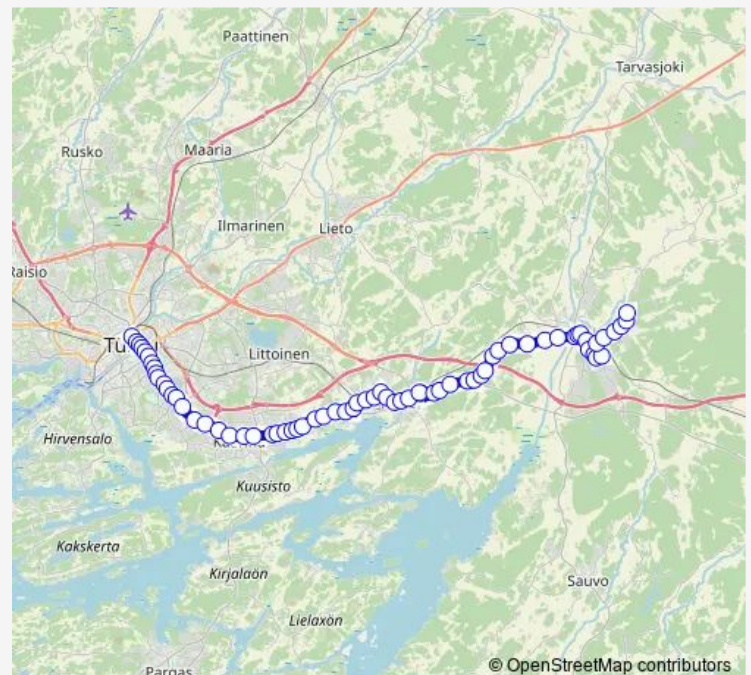 Paattinen
Tarvasjoki
Rusko
Maaria
Ilmarinen
Lieto
Raisio
Littoinen
Hirvensalo
Kuusisto
Kakskerta
Kirjalaön
Sauvo
Lielaxön
Pargas
© OpenStreetMap contributors